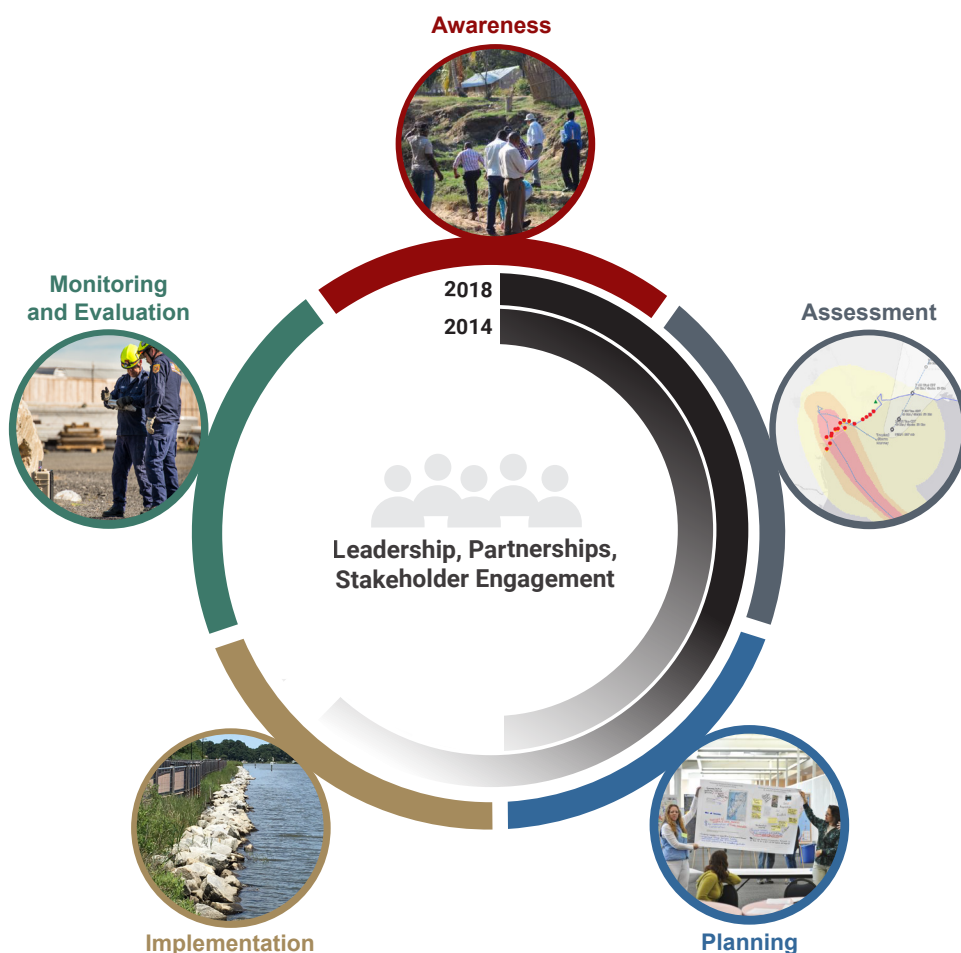 Awareness
Monitoring
and Evaluation
2018
2014
Assessment
Leadership, Partnerships,
Stakeholder Engagement
Implementation
Planning